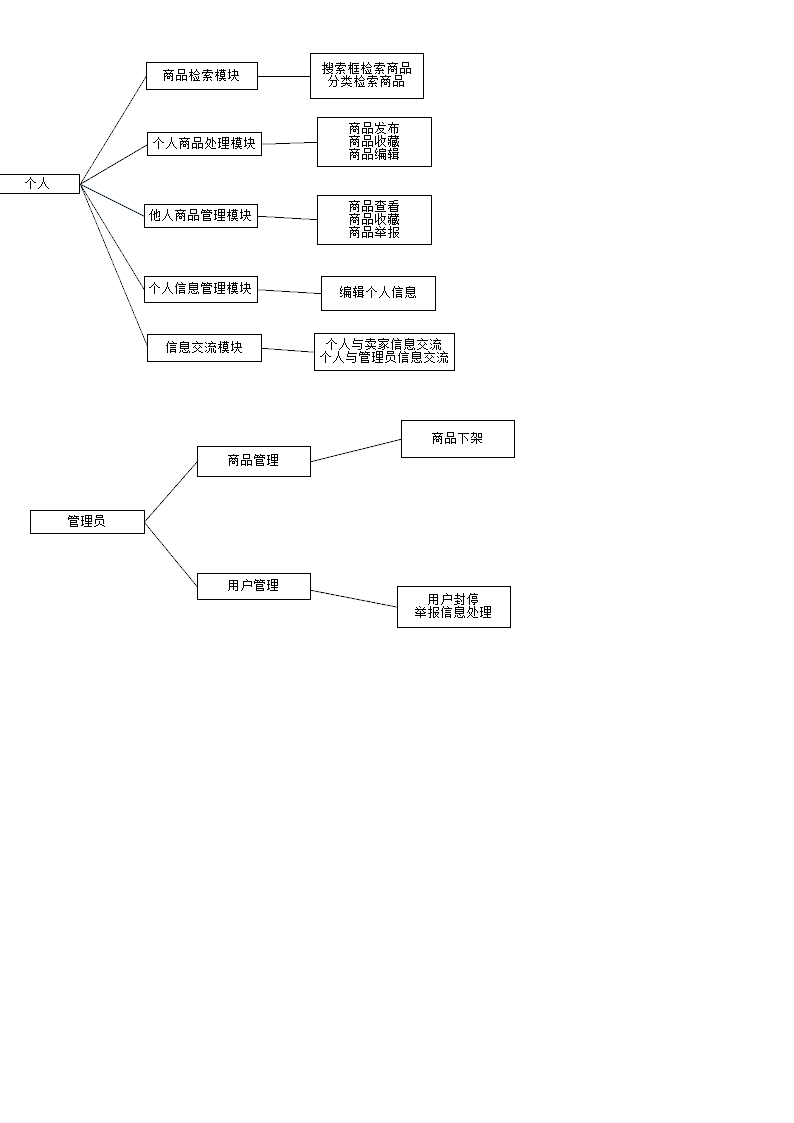 商品检索模块
搜索框检索商品
分类检索商品
个人商品处理模块
商品发布
商品收藏
商品编辑
个人
他人商品管理模块
商品查看
商品收藏
商品举报
个人信息管理模块
编辑个人信息
信息交流模块
个人与卖家信息交流
个人与管理员信息交流
商品管理
商品下架
管理员
用户管理
用户封停
举报信息处理